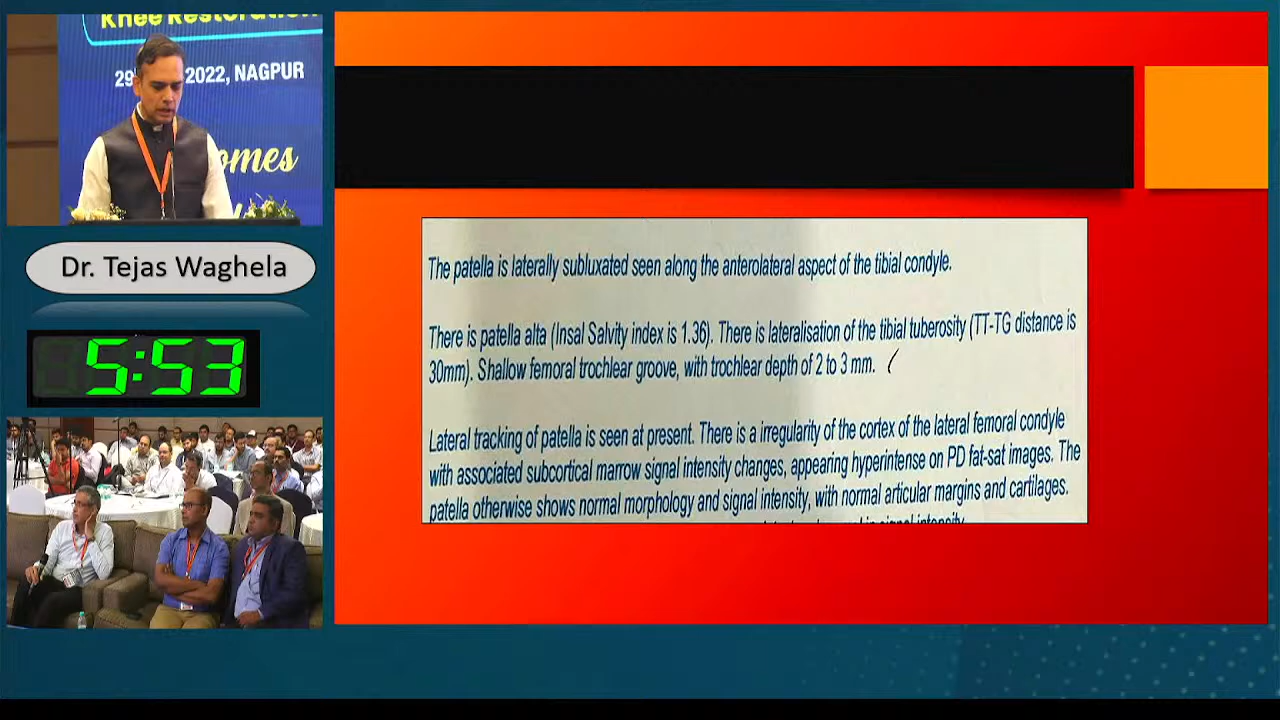 Knee Restoration
29 2022, NAGPUR
Dr. Tejas Waghela
5:53
The patella is laterally subluxated seen along the anterolateral aspect of the tibial condyle.
There is patella alta (Insal Salvity index is 1.36). There is lateralisation of the tibial tuberosity (TT-TG distance is
30mm). Shallow femoral trochlear groove, with trochlear depth of 2 to 3 mm.
Lateral tracking of patella is seen at present. There is a irregularity of the cortex of the lateral femoral condyle
with associated subcortical marrow signal intensity changes, appearing hyperintense on PD fat-sat images. The
patella otherwise shows normal morphology and signal intensity, with normal articular margins and cartilages.
signal intensity.